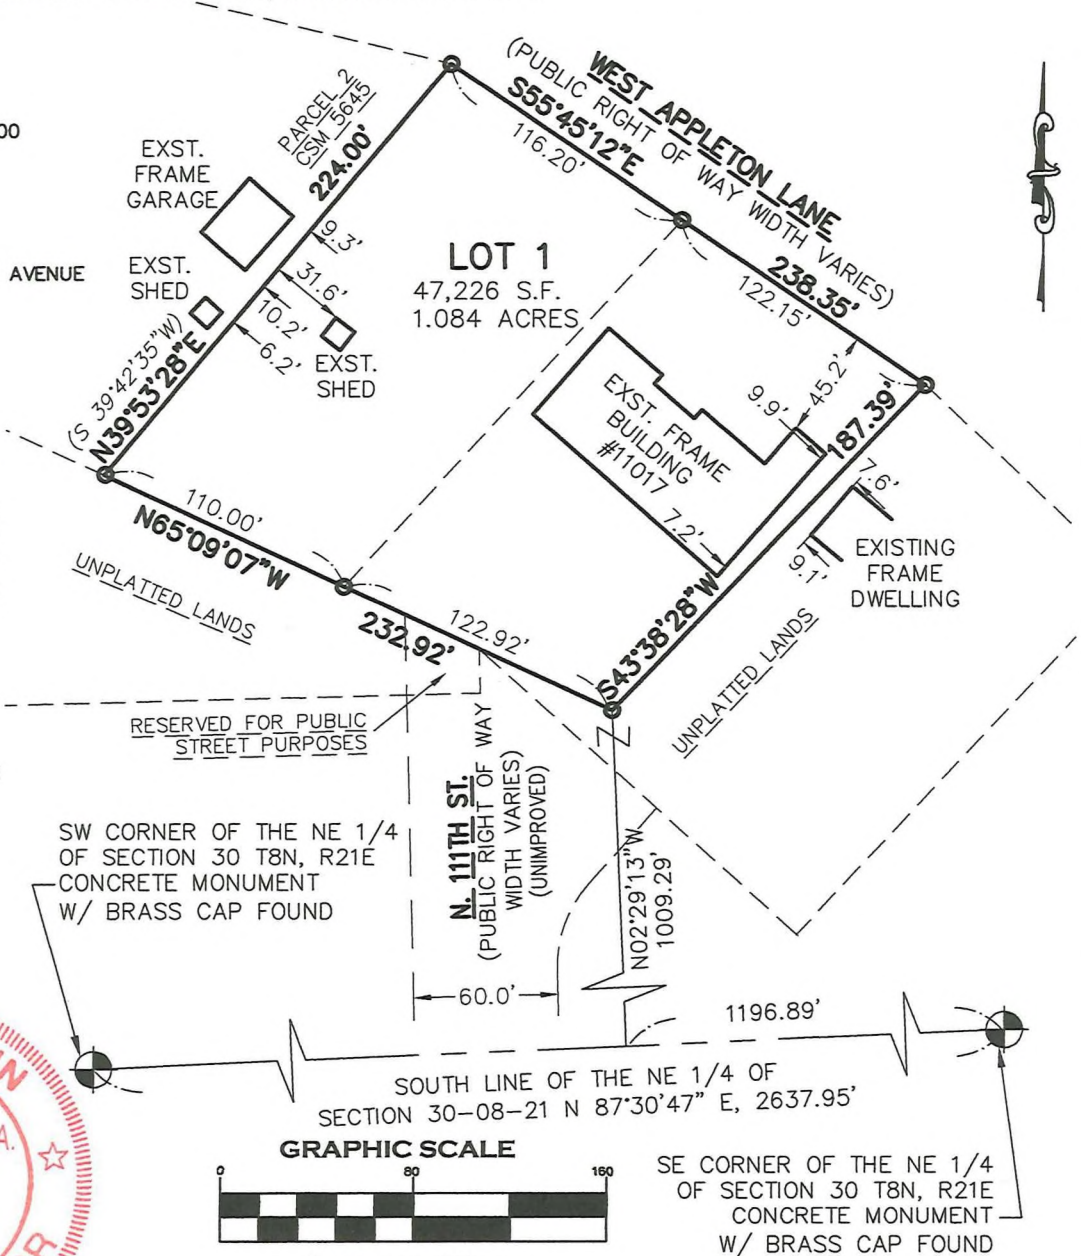 WEST APPLETON LANE
(PUBLIC RIGHT OF WAY WIDTH VARIES)
S55°45'12"E
116.20'
238.35'
122.15'
00
PARCEL 2
CSM 5645
224.00'
EXST.
FRAME
GARAGE
AVENUE
EXST.
SHED
9.3'
31.6'
10.2'
6.2'
EXST.
SHED
LOT 1
47,226 S.F.
1.084 ACRES
(S 39°42'35"W)
N39°53'28"E
EXST. FRAME
BUILDING
#11017
9.9'
45.2'
187.39'
7.2'
7.6'
9.1'
EXISTING
FRAME
DWELLING
S43°38'28"W
UNPLATTED LANDS
110.00'
N65°09'07"W
UNPLATTED LANDS
232.92'
122.92'
RESERVED FOR PUBLIC
STREET PURPOSES
N. 111TH ST.
(PUBLIC RIGHT OF WAY
WIDTH VARIES)
(UNIMPROVED)
N02°29'13"W
1009.29'
SW CORNER OF THE NE 1/4
OF SECTION 30 T8N, R21E
CONCRETE MONUMENT
W/ BRASS CAP FOUND
60.0'
1196.89'
SOUTH LINE OF THE NE 1/4 OF
SECTION 30-08-21 N 87°30'47" E, 2637.95'
GRAPHIC SCALE
0 80 160
SE CORNER OF THE NE 1/4
OF SECTION 30 T8N, R21E
CONCRETE MONUMENT
W/ BRASS CAP FOUND
N
A.
R